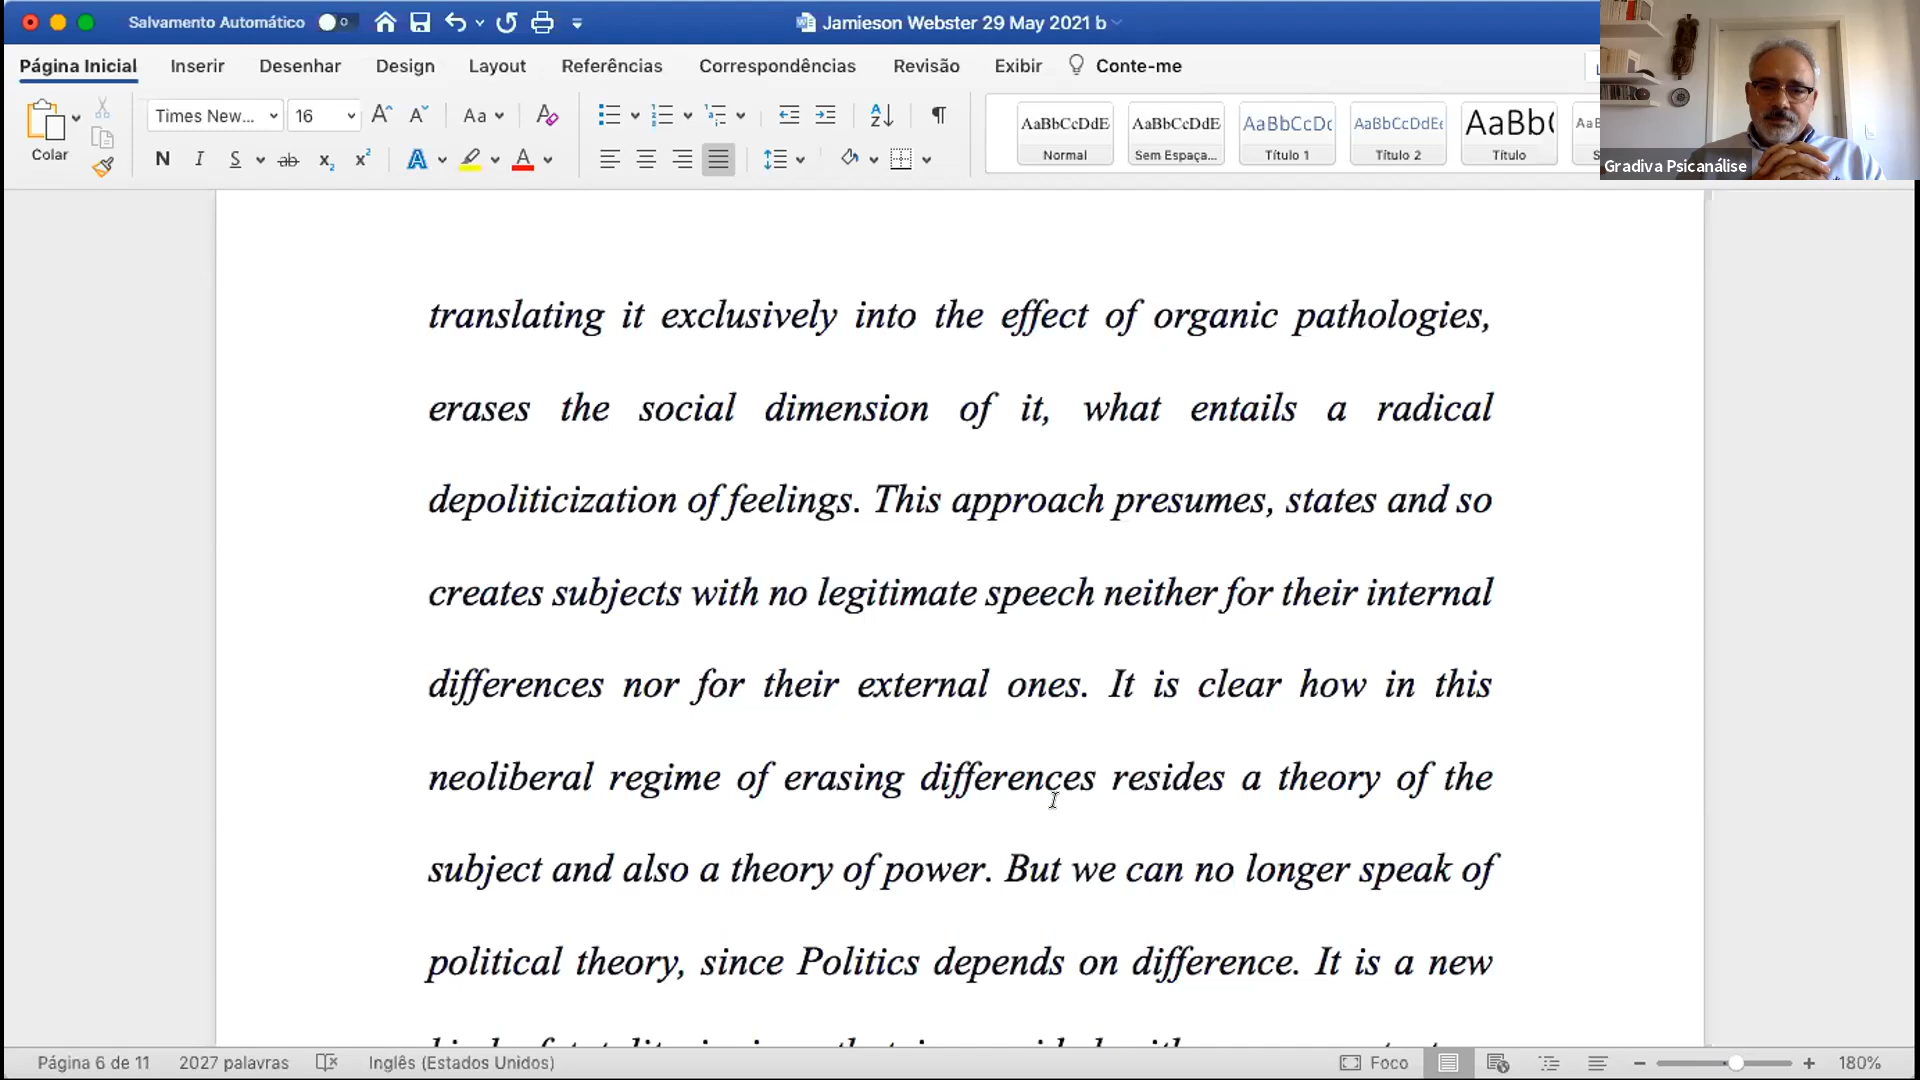 Salvamento Automático
Jamieson Webster 29 May 2021 b
Página Inicial Inserir Desenhar Design Layout Referências Correspondências Revisão Exibir Conte-me
Colar
Times New... 16 Aa
N I S ab x₂ x²
AaBbCcDdE AaBbCcDdE AaBbCcDc AaBbCcDdEe AaBb(
Normal Sem Espaça... Título 1 Título 2 Título
Gradiva Psicanálise
translating it exclusively into the effect of organic pathologies,
erases the social dimension of it, what entails a radical
depoliticization of feelings. This approach presumes, states and so
creates subjects with no legitimate speech neither for their internal
differences nor for their external ones. It is clear how in this
neoliberal regime of erasing differences resides a theory of the
subject and also a theory of power. But we can no longer speak of
political theory, since Politics depends on difference. It is a new
Página 6 de 11 2027 palavras Inglês (Estados Unidos) Foco 180%